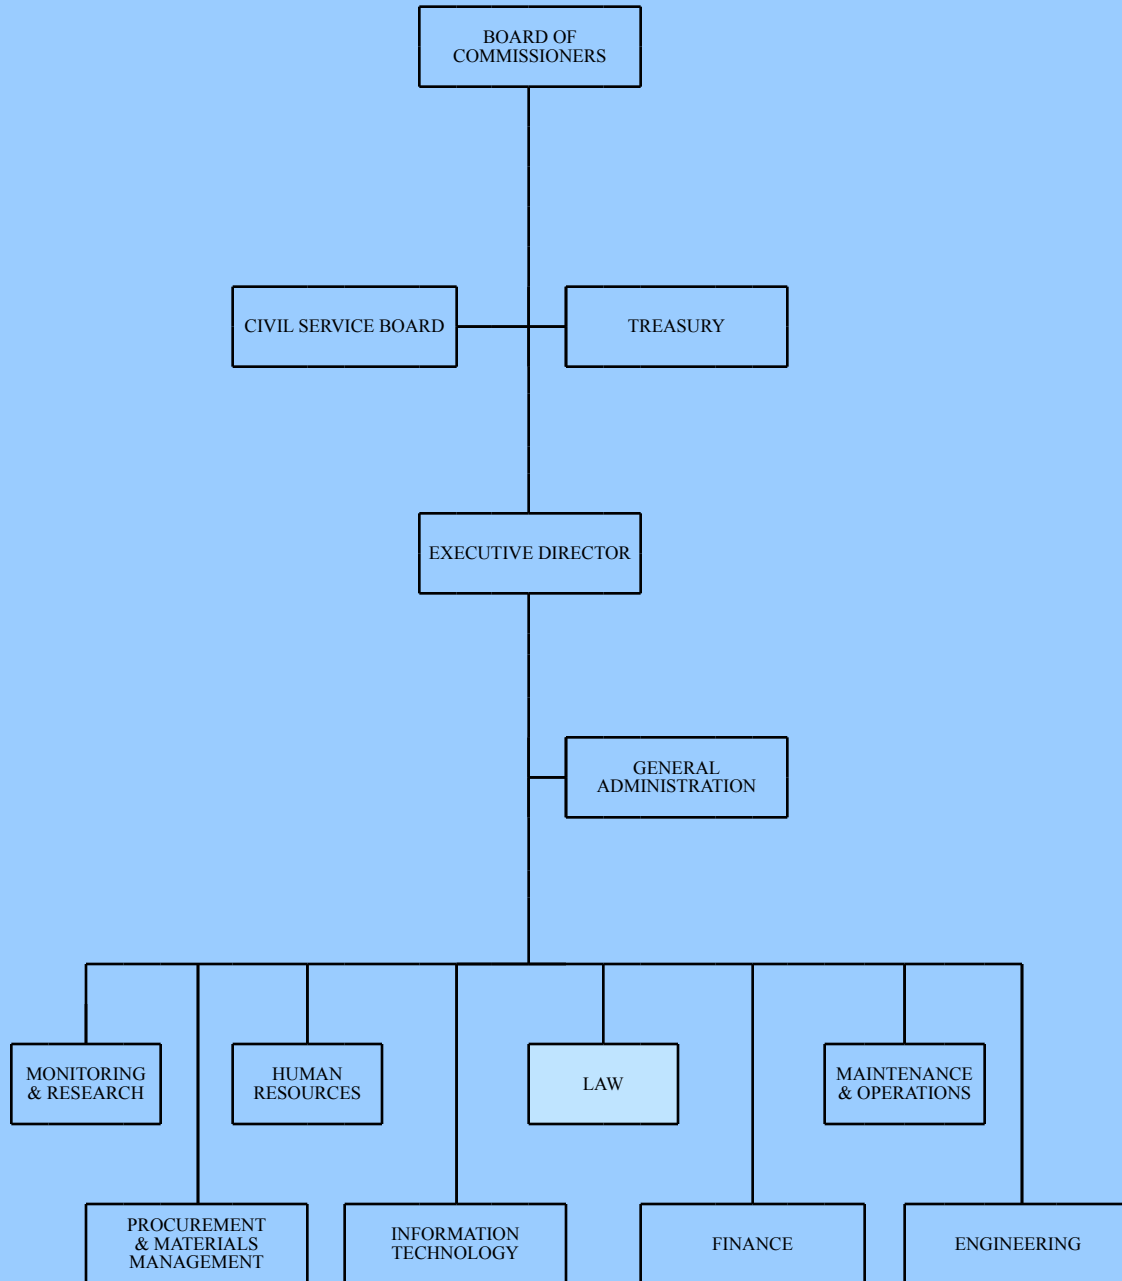 BOARD OF
COMMISSIONERS
CIVIL SERVICE BOARD
TREASURY
EXECUTIVE DIRECTOR
GENERAL
ADMINISTRATION
MONITORING
& RESEARCH
HUMAN
RESOURCES
LAW
MAINTENANCE
& OPERATIONS
PROCUREMENT
& MATERIALS
MANAGEMENT
INFORMATION
TECHNOLOGY
FINANCE
ENGINEERING